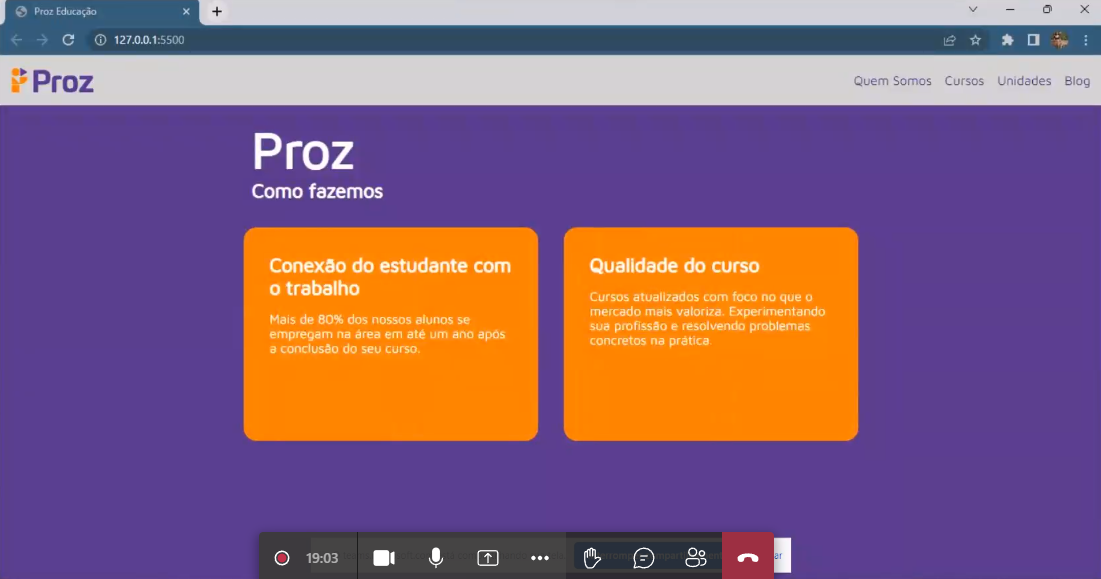 Proz Educação
127.0.0.1:5500
Proz
Quem Somos Cursos Unidades Blog
Proz
Como fazemos
Conexão do estudante com
o trabalho
Mais de 80% dos nossos alunos se
empregam na área em até um ano após
a conclusão do seu curso.
Qualidade do curso
Cursos atualizados com foco no que o
mercado mais valoriza. Experimentando
sua profissão e resolvendo problemas
concretos na prática.
19:03